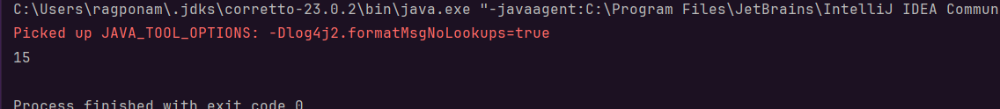 C:\Users\ragponam\.jdks\corretto-23.0.2\bin\java.exe "-javaagent:C:\Program Files\JetBrains\IntelliJ IDEA Commun
Picked up JAVA_TOOL_OPTIONS: -Dlog4j2.formatMsgNoLookups=true
15
Process finished with exit code 0